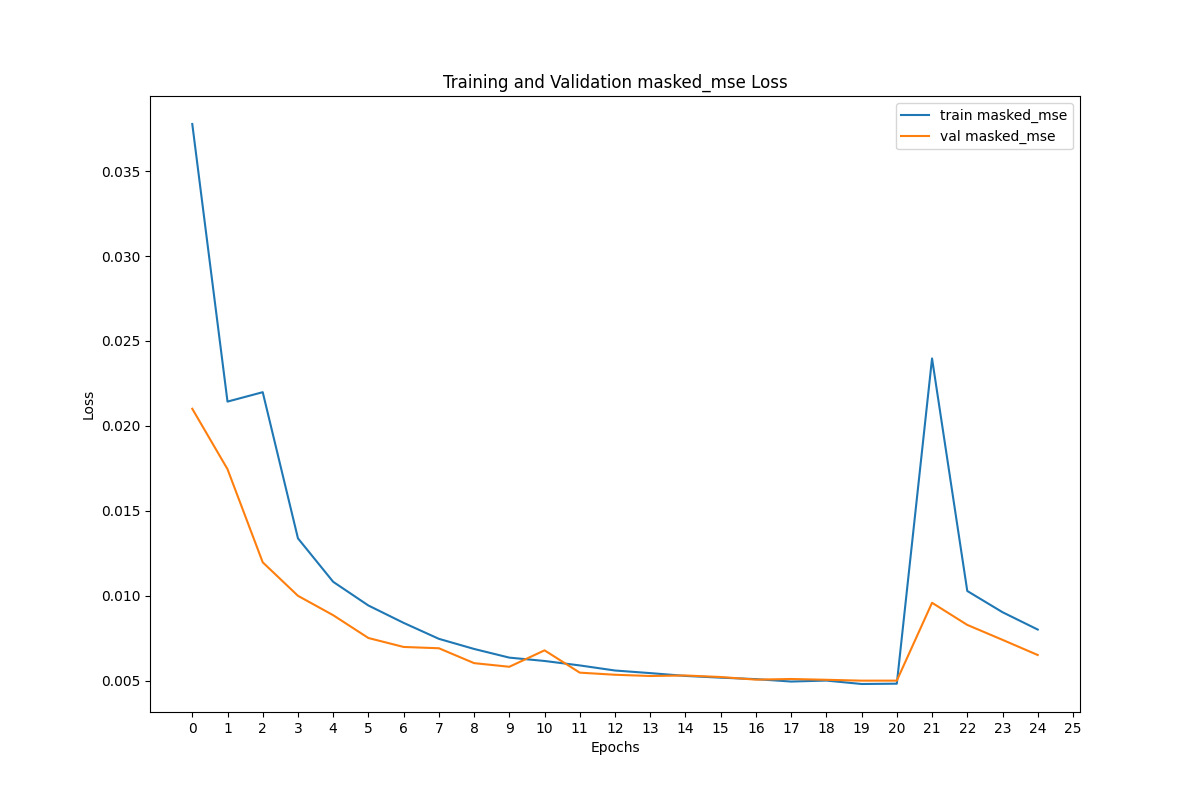 Training and Validation masked_mse Loss
train masked_mse
val masked_mse
0.035
0.030
0.025
0.020
0.015
0.010
0.005
Loss
0 1 2 3 4 5 6 7 8 9 10 11 12 13 14 15 16 17 18 19 20 21 22 23 24 25
Epochs